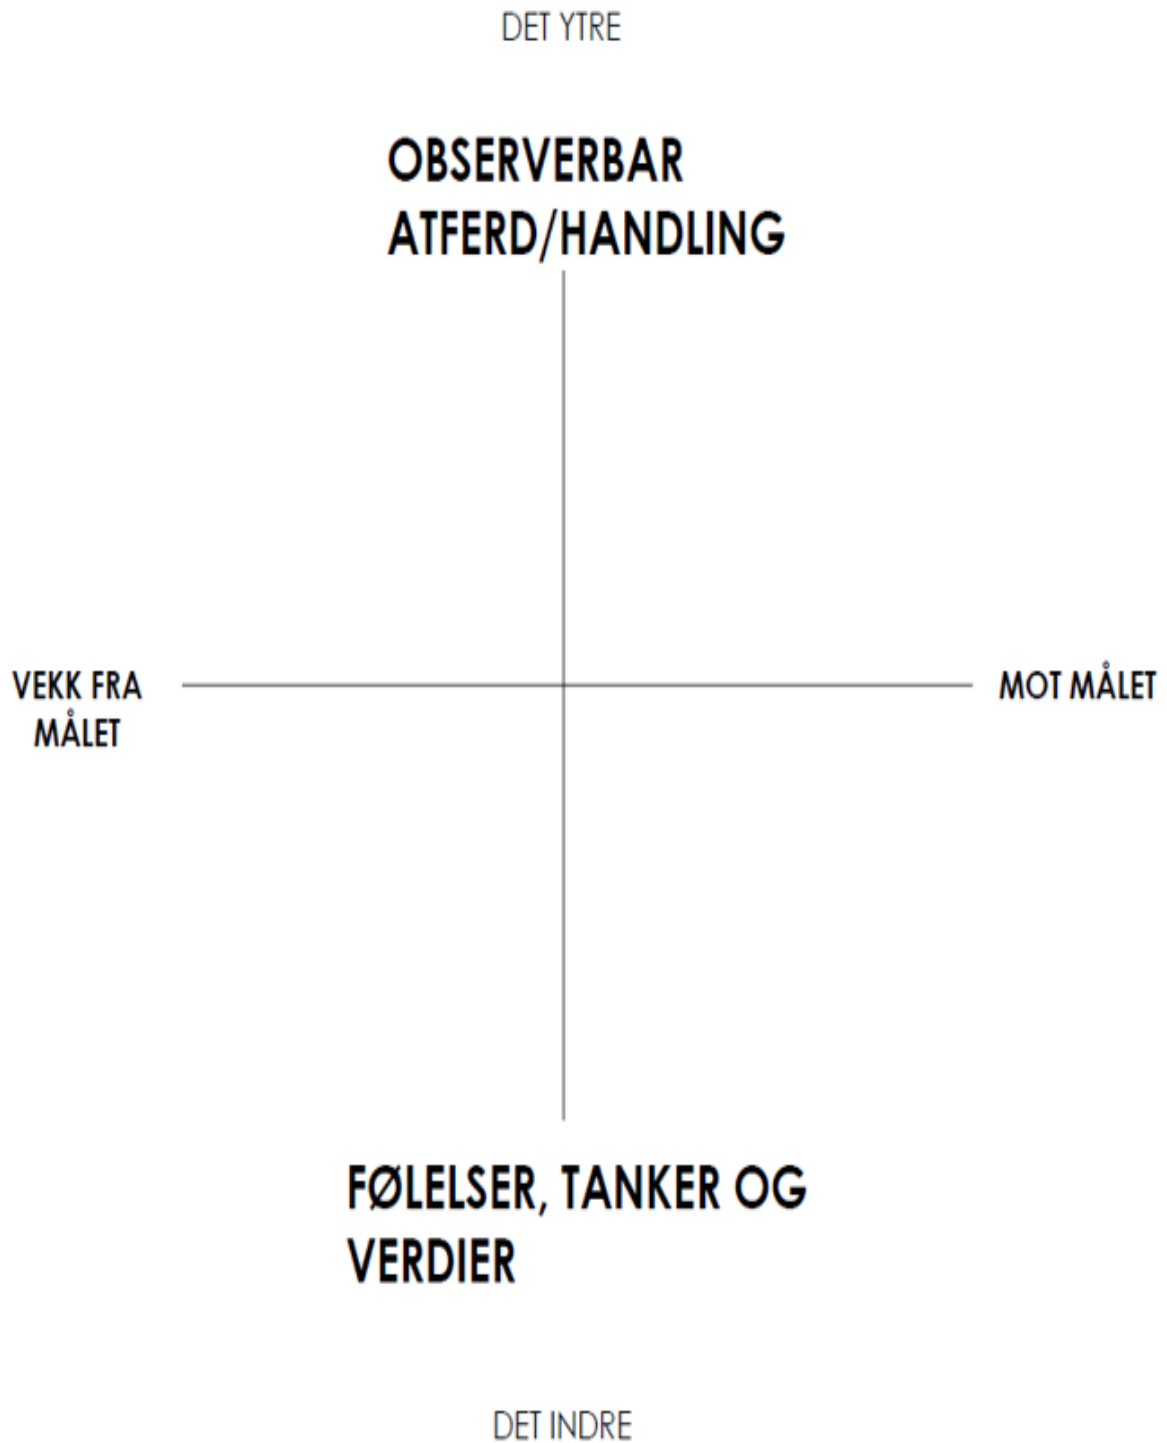 DET YTRE
OBSERVERBAR
ATFERD/HANDLING
VEKK FRA
MÅLET
MOT MÅLET
FØLELSER, TANKER OG
VERDIER
DET INDRE